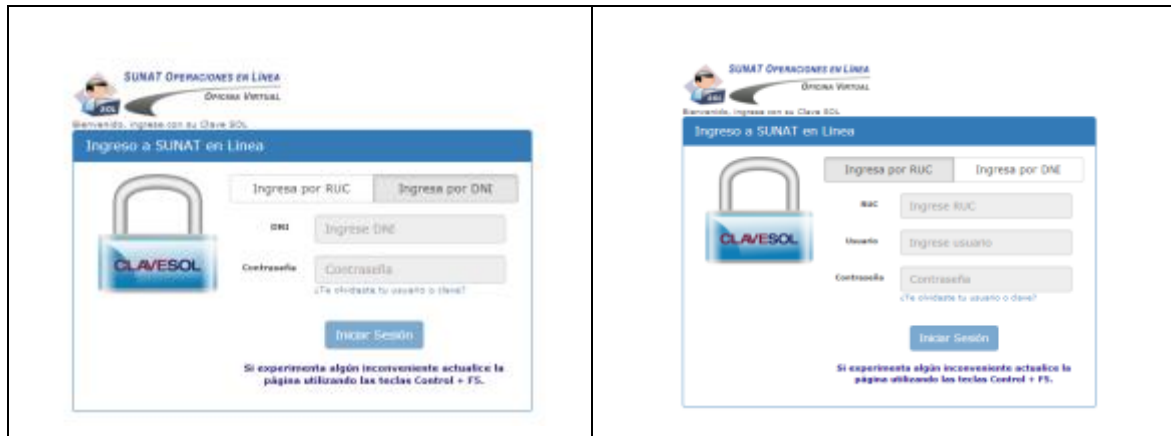 SUNAT OPERACIONES EN LÍNEA
OFICINA VIRTUAL
SOL
Bienvenido, ingrese con su Clave SOL
Ingreso a SUNAT en Linea
Ingresa por RUC
Ingresa por DNI
DNI
Ingrese DNI
CLAVESOL
Contraseña
Contraseña
¿Te olvidaste tu usuario o clave?
Iniciar Sesión
Si experimenta algún inconveniente actualice la
página utilizando las teclas Control + F5.
SUNAT OPERACIONES EN LÍNEA
OFICINA VIRTUAL
SOL
Bienvenido, ingrese con su Clave SOL
Ingreso a SUNAT en Linea
Ingresa por RUC
Ingresa por DNI
RUC
Ingrese RUC
CLAVESOL
Usuario
Ingrese usuario
Contraseña
Contraseña
¿Te olvidaste tu usuario o clave?
Iniciar Sesión
Si experimenta algún inconveniente actualice la
página utilizando las teclas Control + F5.